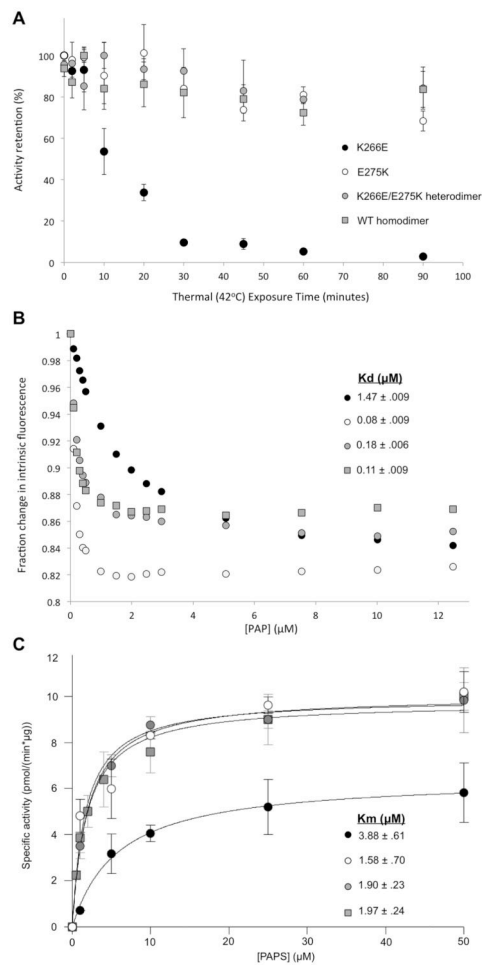 A
Activity retention (%)
120
100
80
60
40
20
0
K266E
E275K
K266E/E275K heterodimer
WT homodimer
0 10 20 30 40 50 60 70 80 90 100
Thermal (42°C) Exposure Time (minutes)
B
Fraction change in intrinsic fluorescence
1
0.98
0.96
0.94
0.92
0.9
0.88
0.86
0.84
0.82
0.8
Kd (µM)
1.47 ± .009
0.08 ± .009
0.18 ± .006
0.11 ± .009
0 2 4 6 8 10 12
[PAP] (µM)
C
Specific activity (pmol/(min*µg))
12
10
8
6
4
2
0
Km (µM)
3.88 ± .61
1.58 ± .70
1.90 ± .23
1.97 ± .24
0 10 20 30 40 50
[PAPS] (µM)